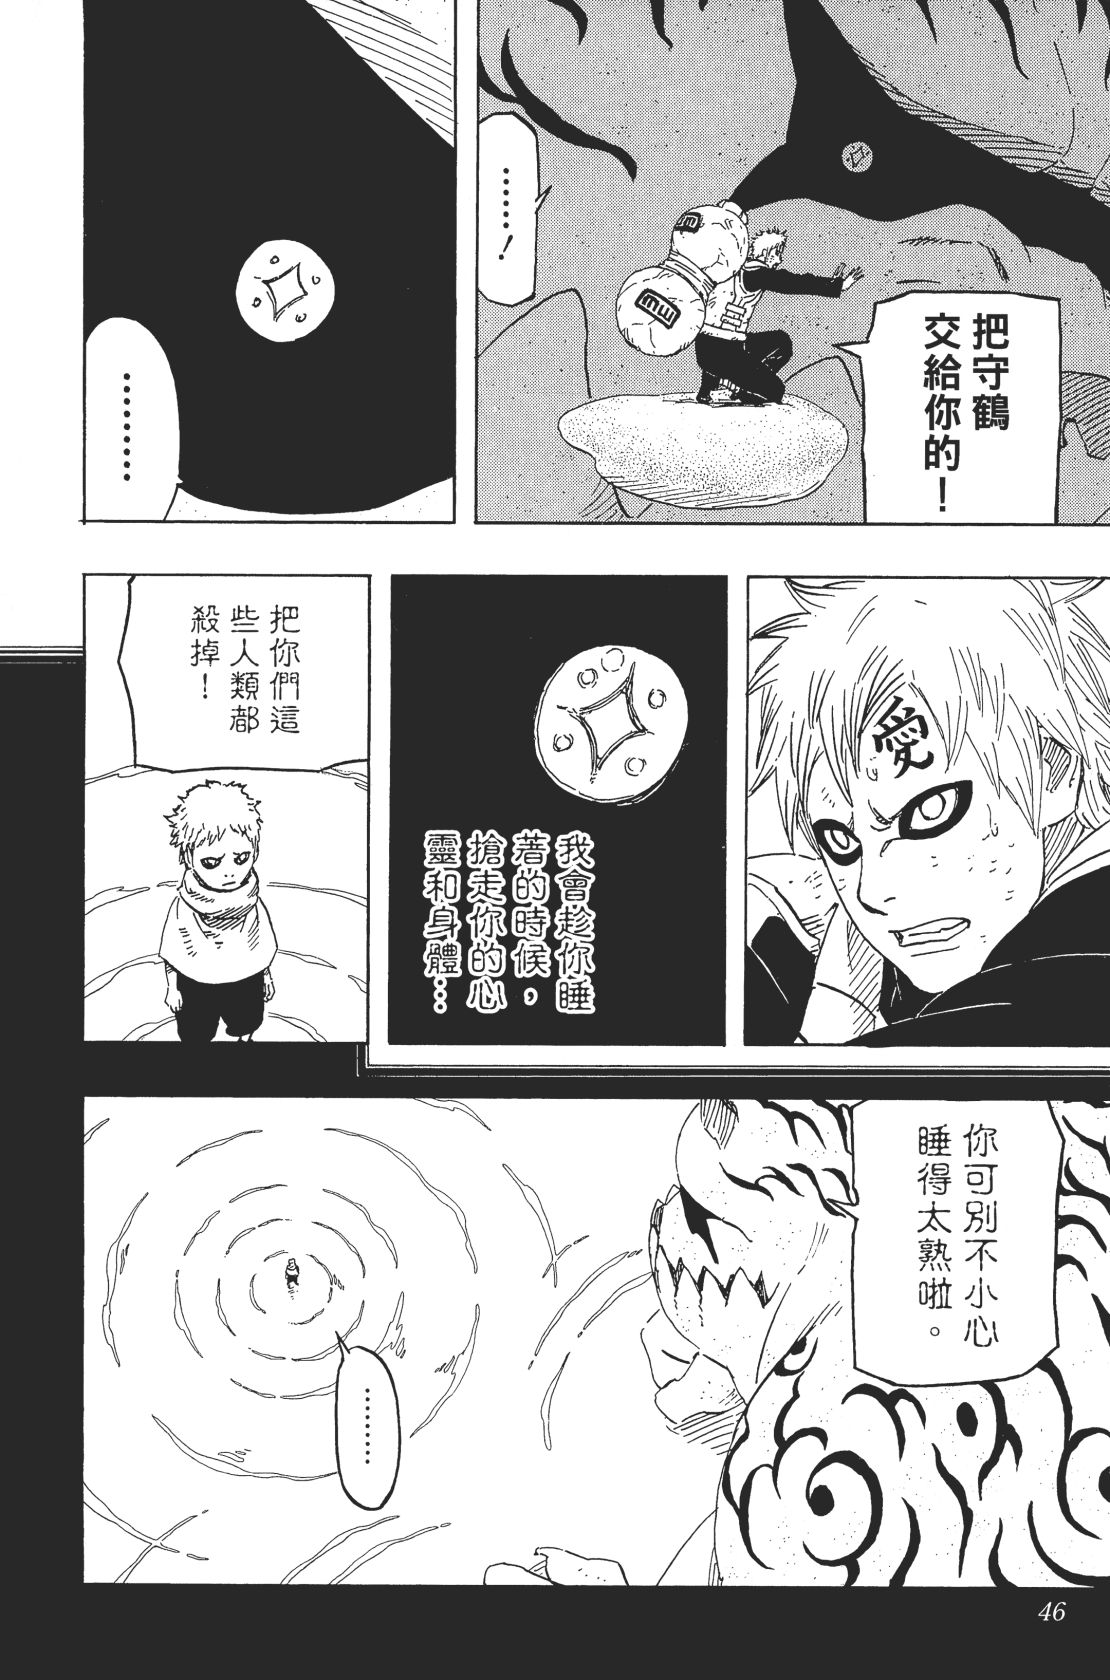 把守鶴
交給你的！
……！
………
愛
我會趁你睡
著的時候，
搶走你的心
靈和身體…
把你們這
些人類都
殺掉！
你可別不小心
睡得太熟啦。
………
46